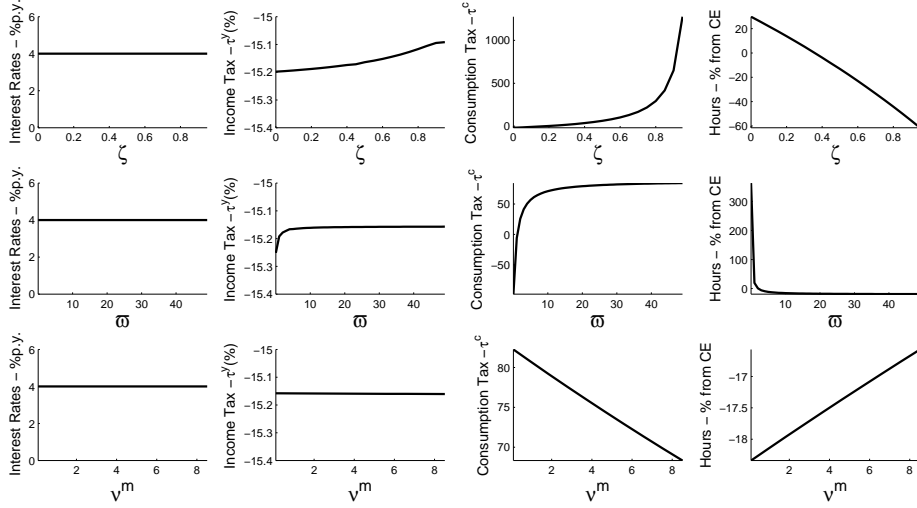 Interest Rates − %p.y.
6
4
2
0
0 0.2 0.4 0.6 0.8
ζ
Income Tax − τ^y(%)
−15
−15.1
−15.2
−15.3
−15.4
0 0.2 0.4 0.6 0.8
ζ
Consumption Tax − τ^c
1000
500
0
0 0.2 0.4 0.6 0.8
ζ
Hours − % from CE
20
0
−20
−40
−60
0 0.2 0.4 0.6 0.8
ζ
Interest Rates − %p.y.
6
4
2
0
10 20 30 40
ϖ
Income Tax − τ^y(%)
−15
−15.1
−15.2
−15.3
−15.4
10 20 30 40
ϖ
Consumption Tax − τ^c
50
0
−50
10 20 30 40
ϖ
Hours − % from CE
300
200
100
0
10 20 30 40
ϖ
Interest Rates − %p.y.
6
4
2
0
2 4 6 8
ν^m
Income Tax − τ^y(%)
−15
−15.1
−15.2
−15.3
−15.4
2 4 6 8
ν^m
Consumption Tax − τ^c
80
75
70
2 4 6 8
ν^m
Hours − % from CE
−17
−17.5
−18
2 4 6 8
ν^m